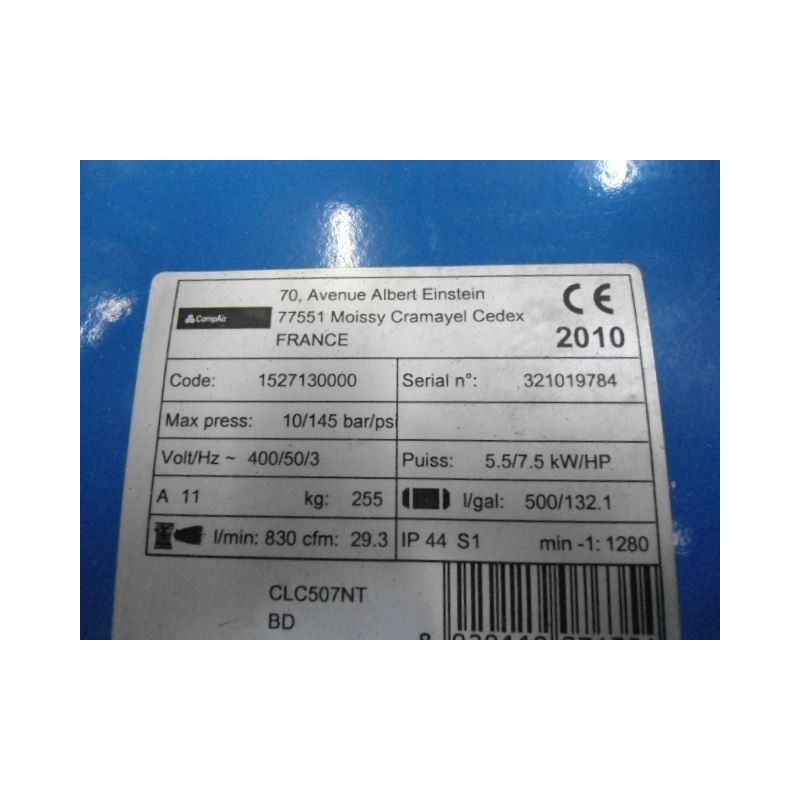 70, Avenue Albert Einstein
CompAir
77551 Moissy Cramayel Cedex
FRANCE
CE
2010
Code: 1527130000 Serial n°: 321019784
Max press: 10/145 bar/psi
Volt/Hz ~ 400/50/3 Puiss: 5.5/7.5 kW/HP
A 11 kg: 255 l/gal: 500/132.1
l/min: 830 cfm: 29.3 IP 44 S1 min -1: 1280
CLC507NT
BD